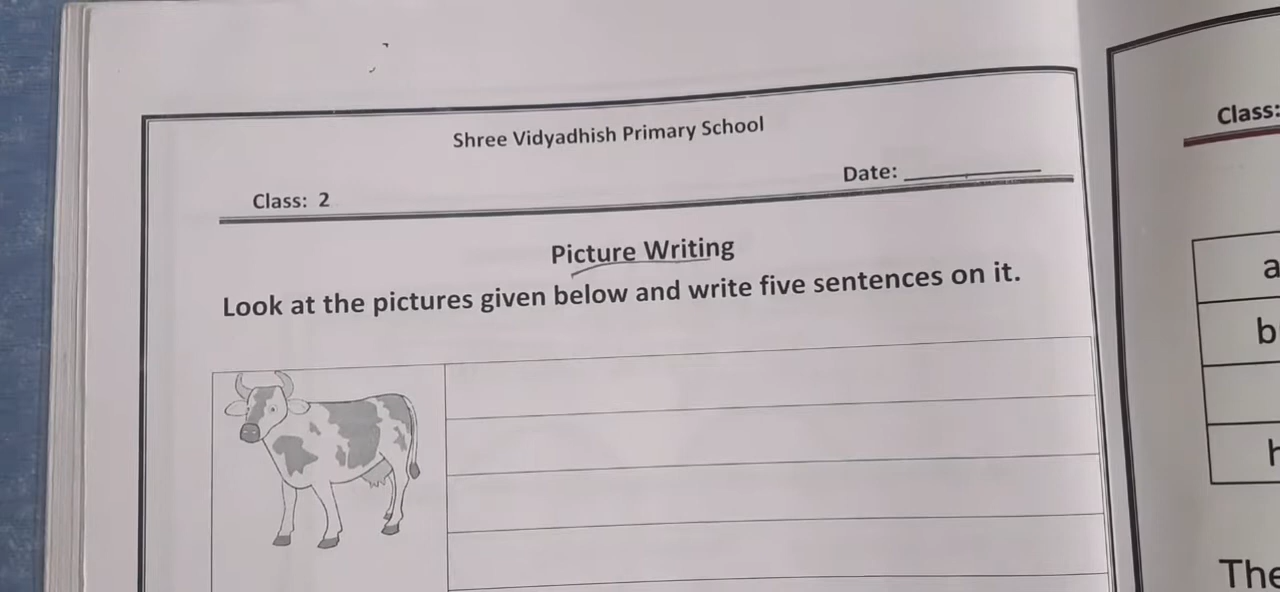 Shree Vidyadhish Primary School
Class: 2
Date:
Picture Writing
Look at the pictures given below and write five sentences on it.
Class:
a
b
h
The